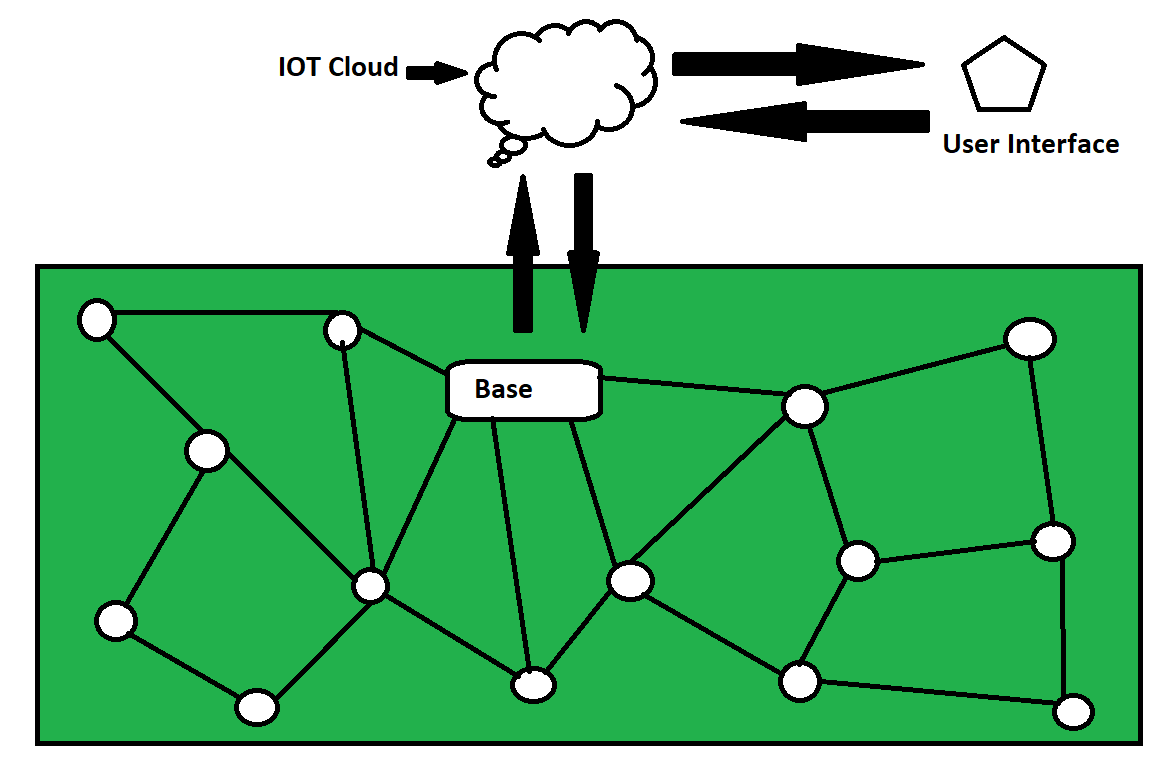 IOT Cloud
User Interface
Base